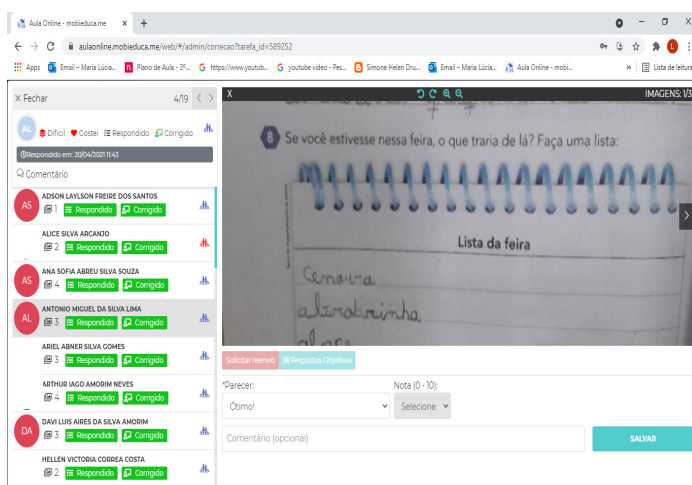 Aula Online - mobieduca.me
aulaonline.mobieduca.me/web/#/admin/correcao?tarefa_id=589252
Apps
Email – Maria Lúcia...
Plano de Aula - 3º...
https://www.youtub...
youtube video - Pes...
Simone Helen Dru...
Email – Maria Lúcia...
Aula Online - mobi...
»
Lista de leitura
X Fechar
4/19
AL
Difícil
Gostei
Respondido
Corrigido
Respondido em: 20/04/2021 11:43
Comentário
AS
ADSON LAYLSON FREIRE DOS SANTOS
1 Respondido Corrigido
ALICE SILVA ARCANJO
2 Respondido Corrigido
AS
ANA SOFIA ABREU SILVA SOUZA
4 Respondido Corrigido
AL
ANTONIO MIGUEL DA SILVA LIMA
3 Respondido Corrigido
ARIEL ABNER SILVA GOMES
3 Respondido Corrigido
ARTHUR IAGO AMORIM NEVES
4 Respondido Corrigido
DA
DAVI LUIS AIRES DA SILVA AMORIM
3 Respondido Corrigido
HELLEN VICTORIA CORREA COSTA
2 Respondido Corrigido
X
IMAGENS: 1/3
8 Se você estivesse nessa feira, o que traria de lá? Faça uma lista:
Lista da feira
Cenoura
Solicitar reenvio
Respostas Objetivas
*Parecer:
Nota (0 - 10):
Ótimo!
Selecione
Comentário (opcional)
SALVAR